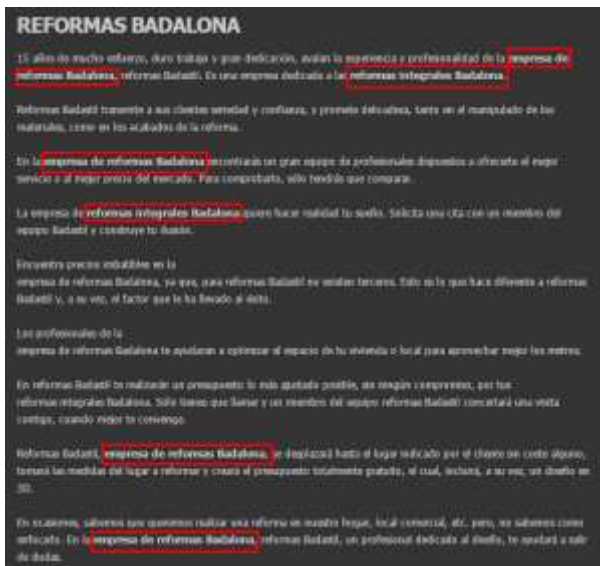 REFORMAS BADALONA
15 años de mucho esfuerzo, duro trabajo y gran dedicación, avalan la experiencia y profesionalidad de la empresa de
reformas Badalona, reformas Badastil. Es una empresa dedicada a las reformas integrales Badalona.
Reformas Badastil transmite a sus clientes seriedad y confianza, y promete delicadeza, tanto en el manipulado de los
materiales, como en los acabados de la reforma.
En la empresa de reformas Badalona encontrarás un gran equipo de profesionales dispuestos a ofrecerte el mejor
servicio y al mejor precio del mercado. Para comprobarlo, sólo tendrás que comparar.
La empresa de reformas integrales Badalona quiere hacer realidad tu sueño. Solicita una cita con un miembro del
equipo Badastil y construye tu ilusión.
Encuentra precios imbatibles en la
empresa de reformas Badalona, ya que, para reformas Badastil no existen terceros. Esto es lo que hace diferente a reformas
Badastil y, a su vez, el factor que le ha llevado al éxito.
Los profesionales de la
empresa de reformas Badalona te ayudaran a optimizar el espacio de tu vivienda o local para aprovechar mejor los metros.
En reformas Badastil te realizarán un presupuesto lo más ajustado posible, sin ningún compromiso, por tus
reformas integrales Badalona. Sólo tienes que llamar y un miembro del equipo reformas Badastil concertará una visita
contigo, cuando mejor te convenga.
Reformas Badastil, empresa de reformas Badalona, se desplazará hasta el lugar indicado por el cliente sin coste alguno,
tomará las medidas del lugar a reformar y creará el presupuesto totalmente gratuito, el cual, incluirá, a su vez, un diseño en
3D.
En ocasiones, sabemos que queremos realizar una reforma en nuestro hogar, local comercial, etc. pero, no sabemos como
enfocarlo. En la empresa de reformas Badalona, reformas Badastil, un profesional dedicado al diseño, te ayudará a salir
de dudas.